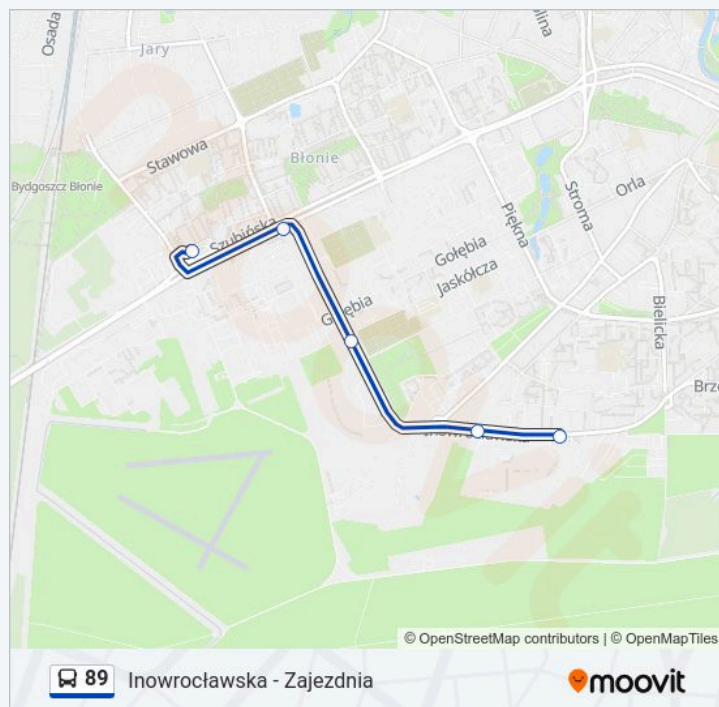 Osada
Jary
Stawowa
Błonie
Bydgoszcz Błonie
Szubińska
Orla
Stroma
Piękna
Gołębia
Jaskółcza
Gołębia
Bielicka
© OpenStreetMap contributors | © OpenMapTiles
89 Inowrocławska - Zajezdnia
moovit